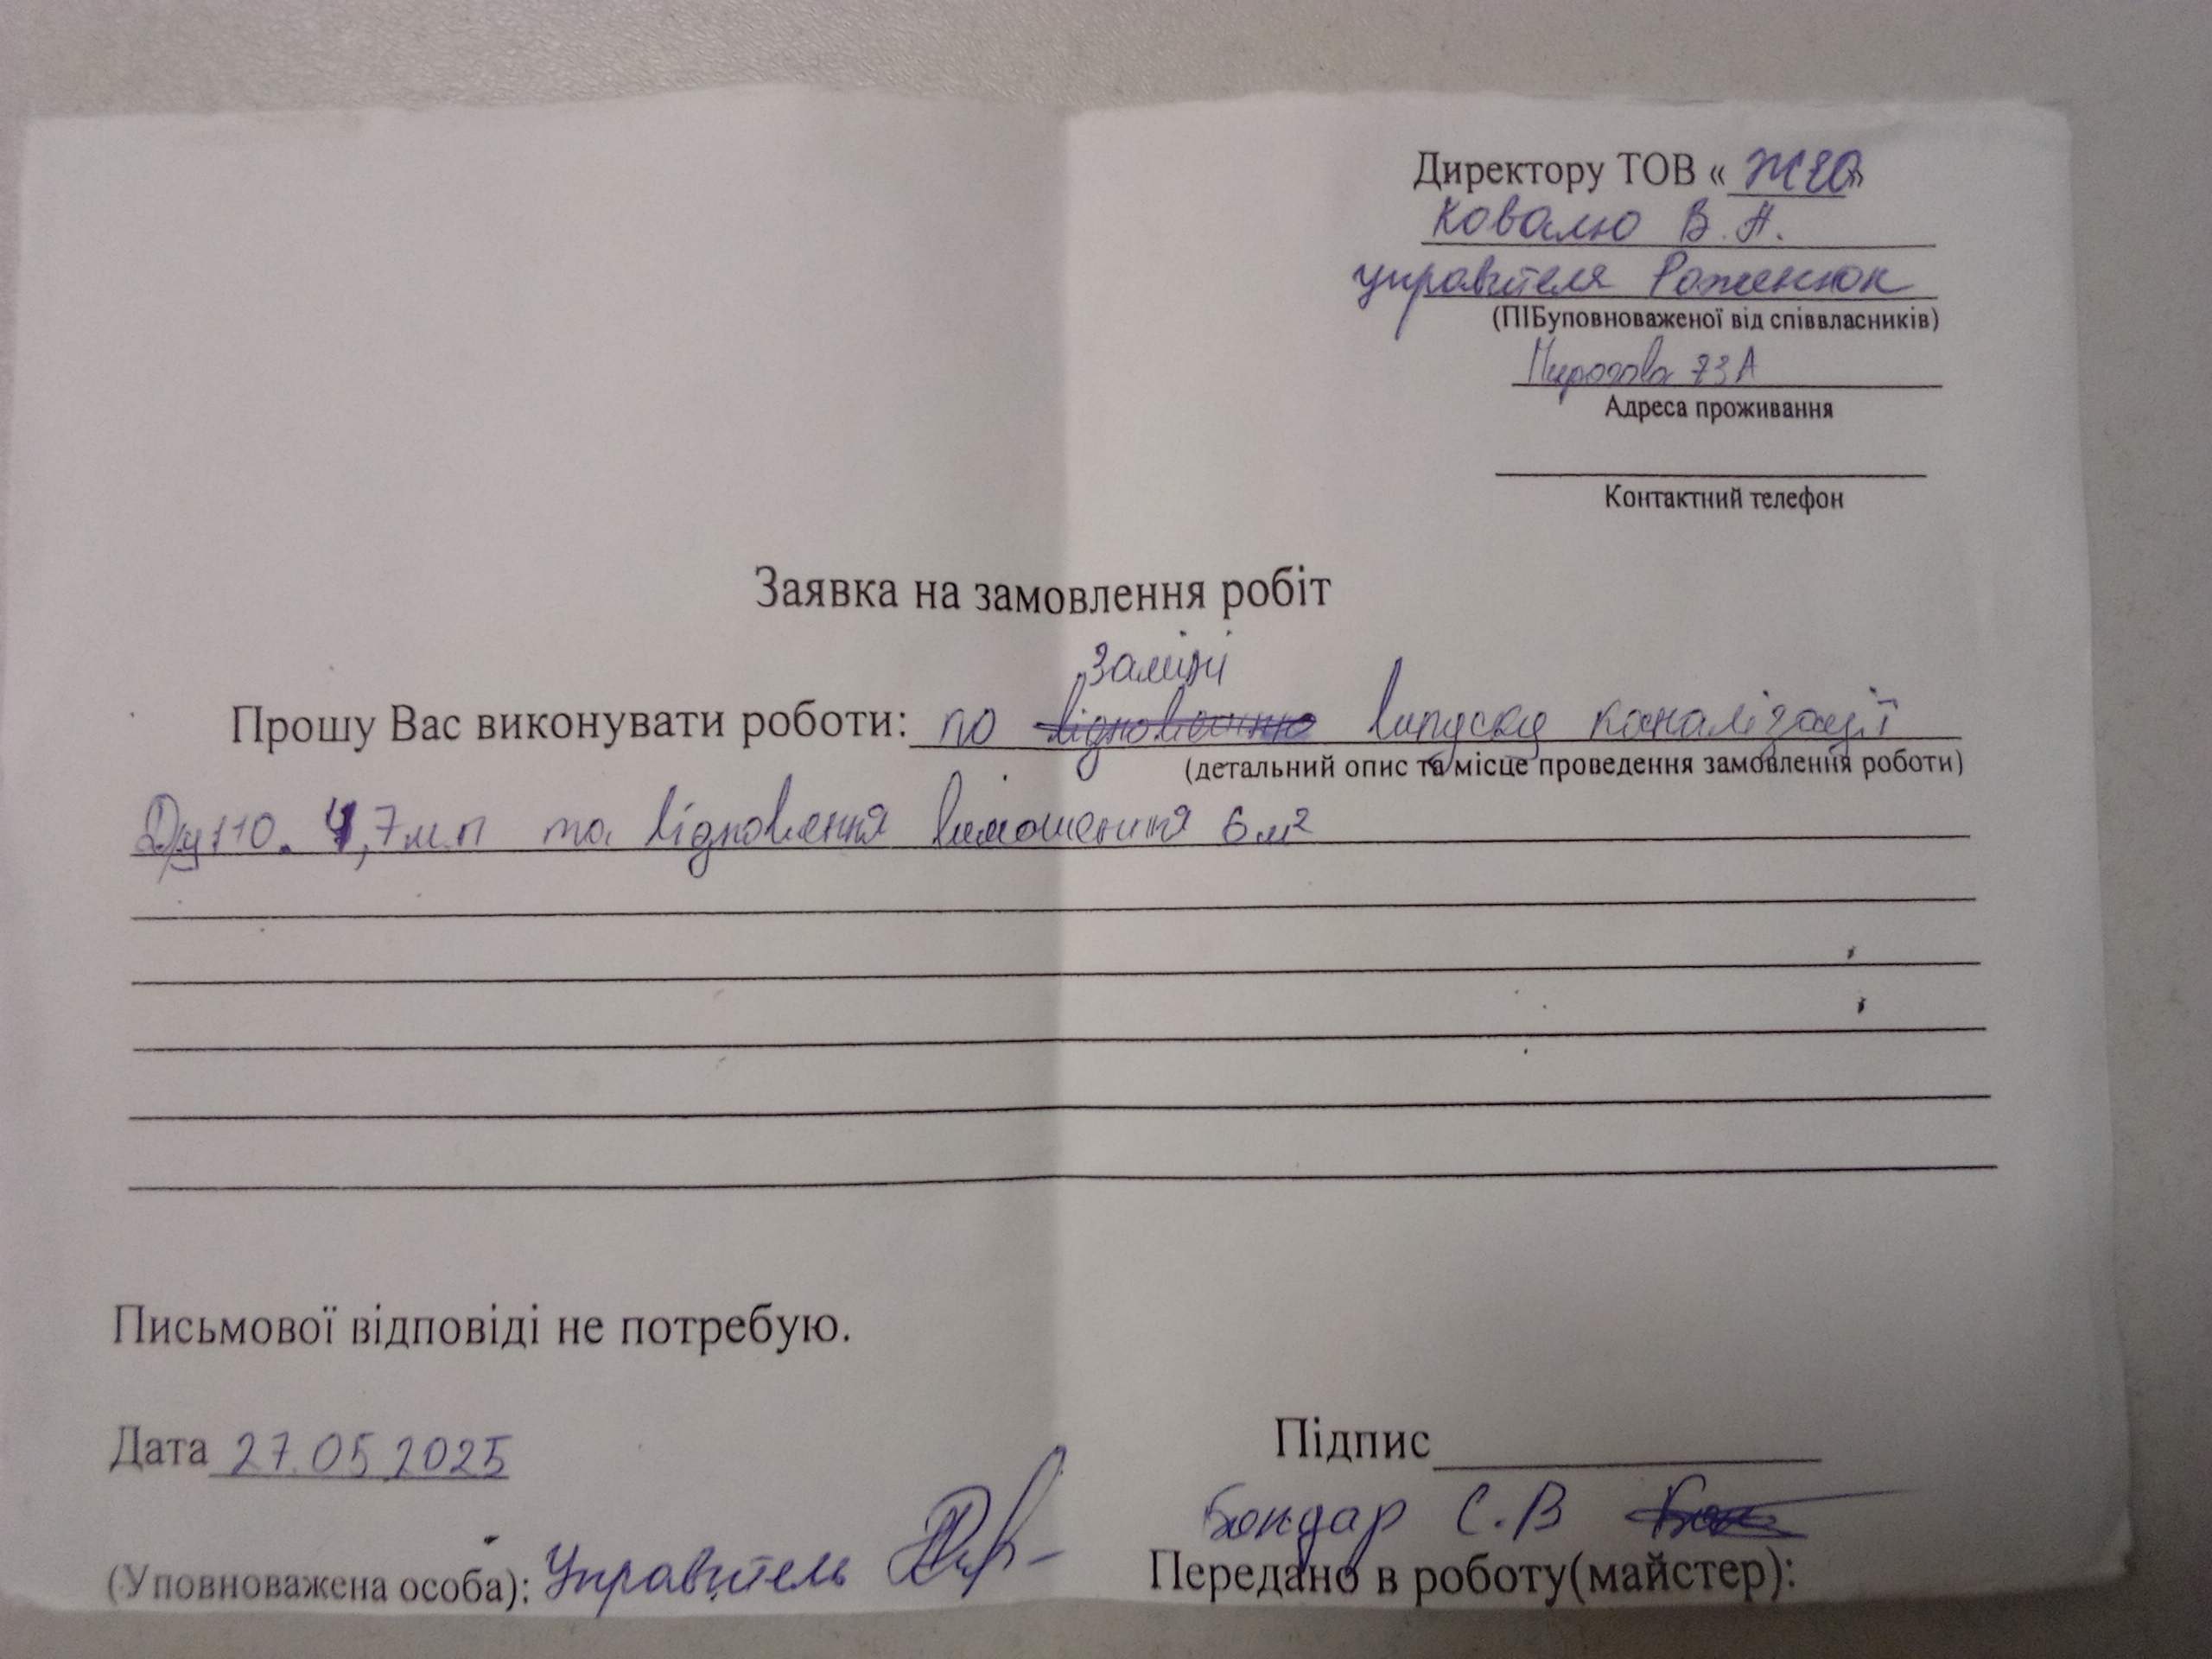 Директору ТОВ « ЖЕО»
Ковалю В. А.
управителя Роженюк
(ПІБуповноваженої від співвласників)
Пирогова 73А
Адреса проживання
Контактний телефон
Заявка на замовлення робіт
заміні
Прошу Вас виконувати роботи: по відновленню випуску каналізації
(детальний опис та місце проведення замовлення роботи)
Ду110. 4,7м.п та відновлення вимощення 6м²
Письмової відповіді не потребую.
Дата 27.05.2025
Підпис
Бондар С.В
(Уповноважена особа): Управитель
Передано в роботу(майстер):